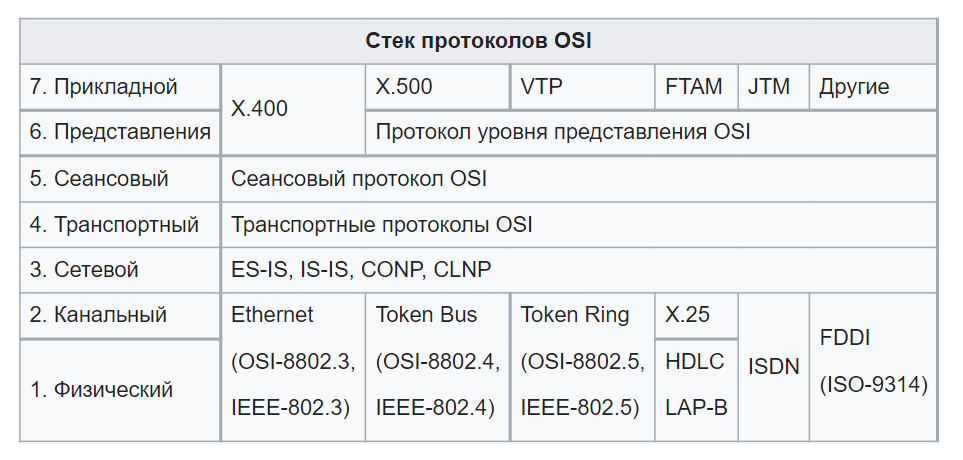 Стек протоколов OSI
7. Прикладной
X.400
X.500
VTP
FTAM
JTM
Другие
6. Представления
Протокол уровня представления OSI
5. Сеансовый
Сеансовый протокол OSI
4. Транспортный
Транспортные протоколы OSI
3. Сетевой
ES-IS, IS-IS, CONP, CLNP
2. Канальный
Ethernet
(OSI-8802.3,
IEEE-802.3)
Token Bus
(OSI-8802.4,
IEEE-802.4)
Token Ring
(OSI-8802.5,
IEEE-802.5)
X.25
ISDN
FDDI
(ISO-9314)
1. Физический
HDLC
LAP-B